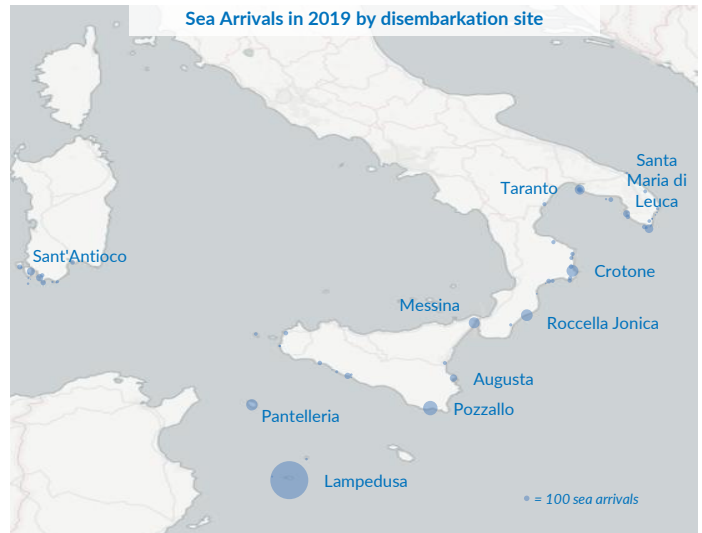 Sea Arrivals in 2019 by disembarkation site
Santa
Maria di
Leuca
Taranto
Sant'Antioco
Crotone
Messina
Roccella Jonica
Augusta
Pozzallo
Pantelleria
Lampedusa
= 100 sea arrivals